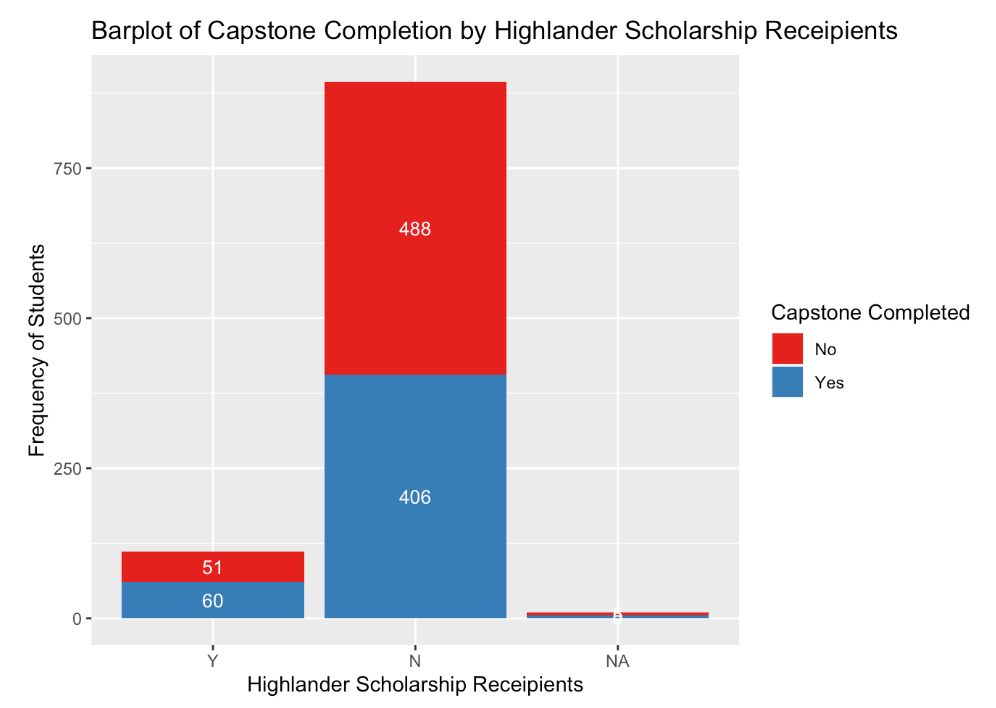 Barplot of Capstone Completion by Highlander Scholarship Receipients
Frequency of Students
750
500
250
0
488
406
51
60
Y
N
NA
Highlander Scholarship Receipients
Capstone Completed
No
Yes